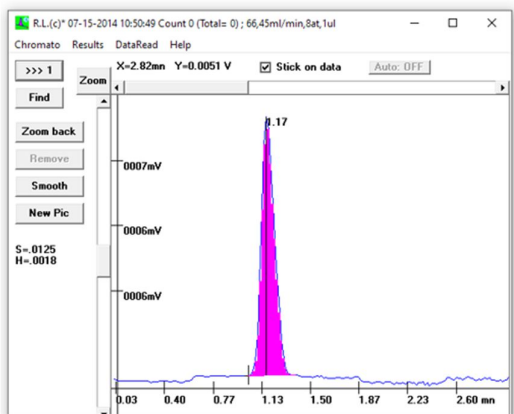 R.L.(c)* 07-15-2014 10:50:49 Count 0 (Total= 0) ; 66,45ml/min,8at,1ul
Chromato Results DataRead Help
>>> 1
Zoom
X=2.82mn Y=0.0051 V
Stick on data
Auto: OFF
Find
Zoom back
Remove
Smooth
New Pic
S=.0125
H=.0018
1.17
0007mV
0006mV
0006mV
0.03 0.40 0.77 1.13 1.50 1.87 2.23 2.60 mn